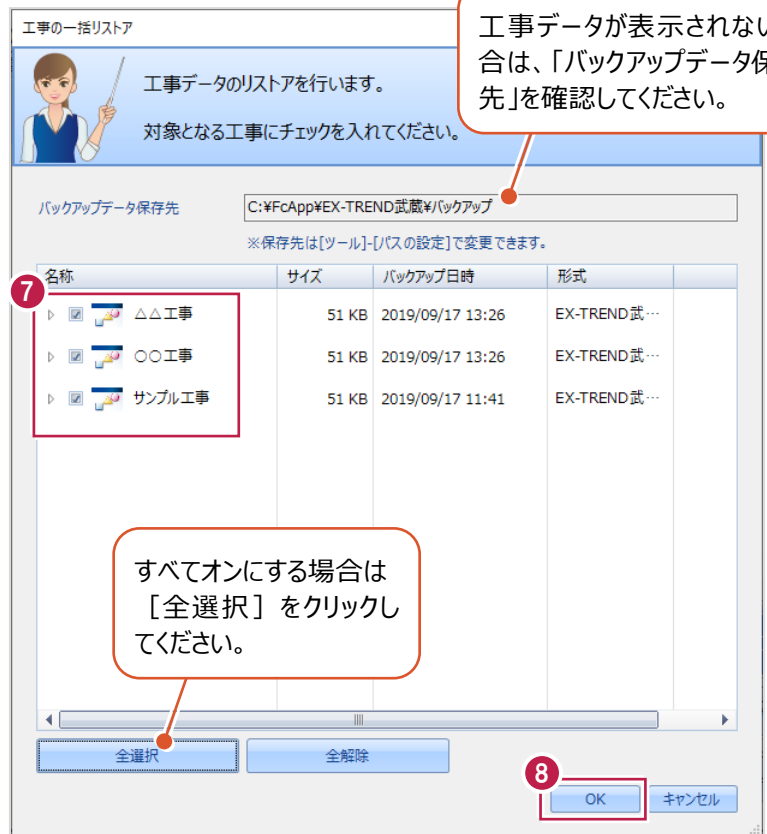 工事の一括リストア
工事データが表示されない
合は、「バックアップデータ保
先」を確認してください。
工事データのリストアを行います。
対象となる工事にチェックを入れてください。
バックアップデータ保存先
C:¥FcApp¥EX-TREND武蔵¥バックアップ
※保存先は[ツール]-[パスの設定]で変更できます。
名称 サイズ バックアップ日時 形式
7
△△工事 51 KB 2019/09/17 13:26 EX-TREND武…
○○工事 51 KB 2019/09/17 13:26 EX-TREND武…
サンプル工事 51 KB 2019/09/17 11:41 EX-TREND武…
すべてオンにする場合は
［全選択］をクリックし
てください。
全選択 全解除
8
OK キャンセル